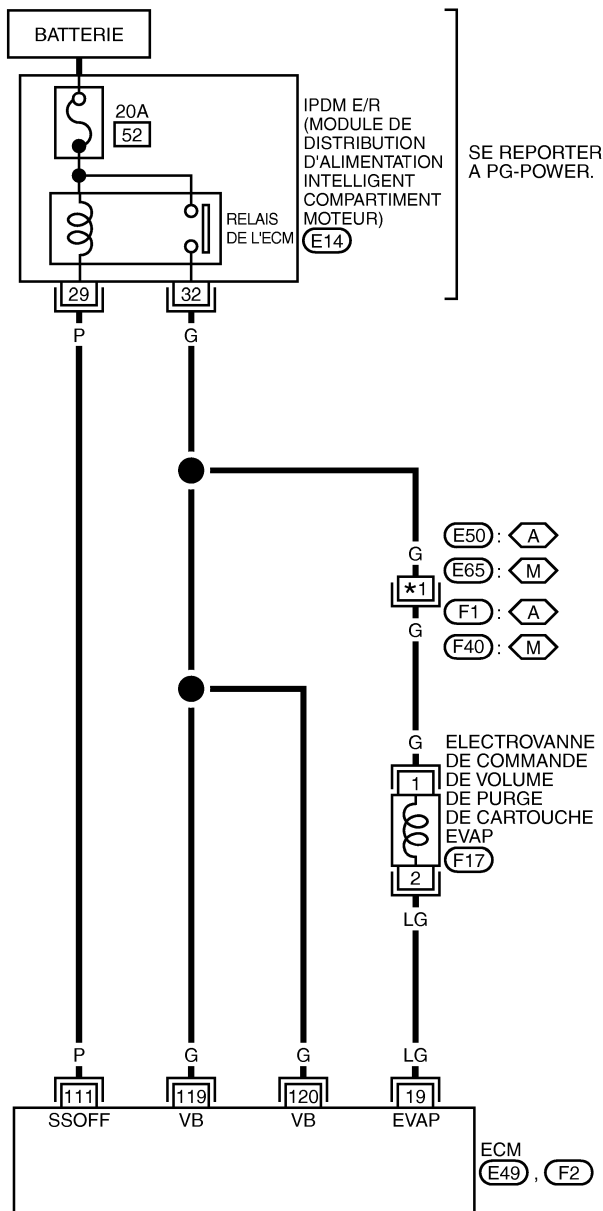 BATTERIE
20A
52
IPDM E/R
(MODULE DE
DISTRIBUTION
D'ALIMENTATION
INTELLIGENT
COMPARTIMENT
MOTEUR)
E14
SE REPORTER
A PG-POWER.
RELAIS
DE L'ECM
29
32
P
G
G
*1
G
E50 : A
E65 : M
F1 : A
F40 : M
G
1
2
ELECTROVANNE
DE COMMANDE
DE VOLUME
DE PURGE
DE CARTOUCHE
EVAP
F17
LG
P
G
G
LG
111
119
120
19
SSOFF
VB
VB
EVAP
ECM
E49 , F2